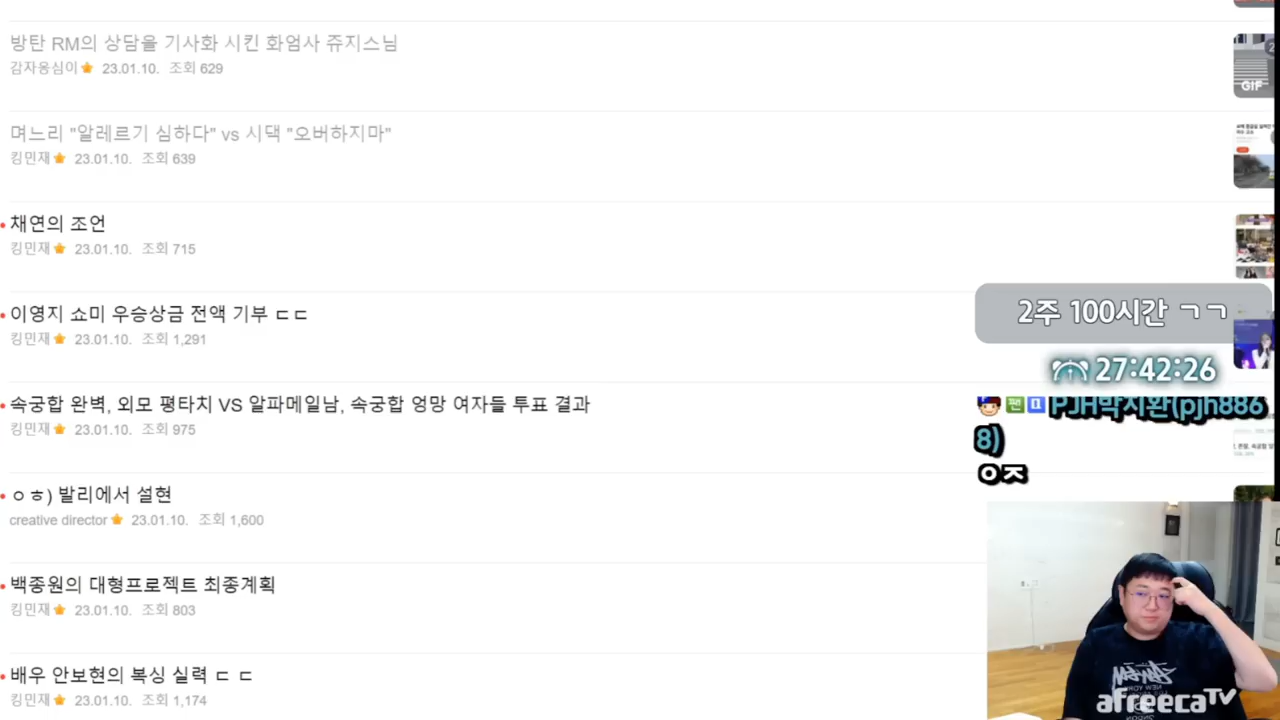 방탄 RM의 상담을 기사화 시킨 화엄사 쥬지스님
감자옹심이 23.01.10. 조회 629
GIF
며느리 "알레르기 심하다" vs 시댁 "오버하지마"
킹민재 23.01.10. 조회 639
채연의 조언
킹민재 23.01.10. 조회 715
이영지 쇼미 우승상금 전액 기부 ㄷㄷ
킹민재 23.01.10. 조회 1,291
2주 100시간 ㄱㄱ
27:42:26
속궁합 완벽, 외모 평타치 VS 알파메일남, 속궁합 엉망 여자들 투표 결과
킹민재 23.01.10. 조회 975
팬 PJH박지환(pjh886
8)
ㅇㅈ
ㅇㅎ) 발리에서 설현
creative director 23.01.10. 조회 1,600
백종원의 대형프로젝트 최종계획
킹민재 23.01.10. 조회 803
배우 안보현의 복싱 실력 ㄷ ㄷ
킹민재 23.01.10. 조회 1,174
NEW YORK
afreecaTV